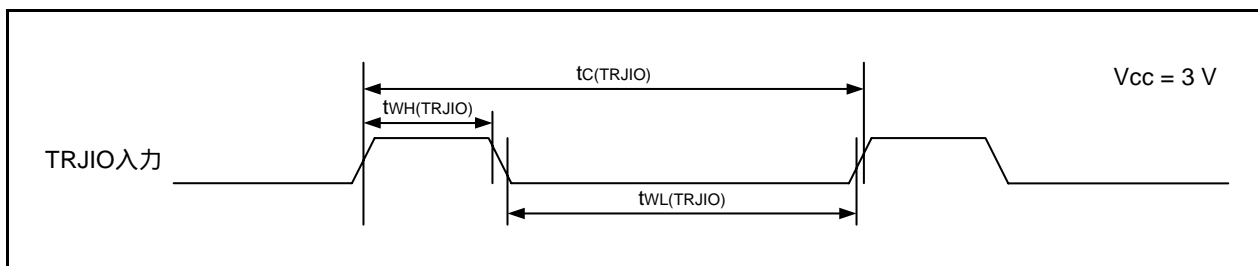 tC(TRJIO)
Vcc = 3 V
tWH(TRJIO)
TRJIO入力
tWL(TRJIO)